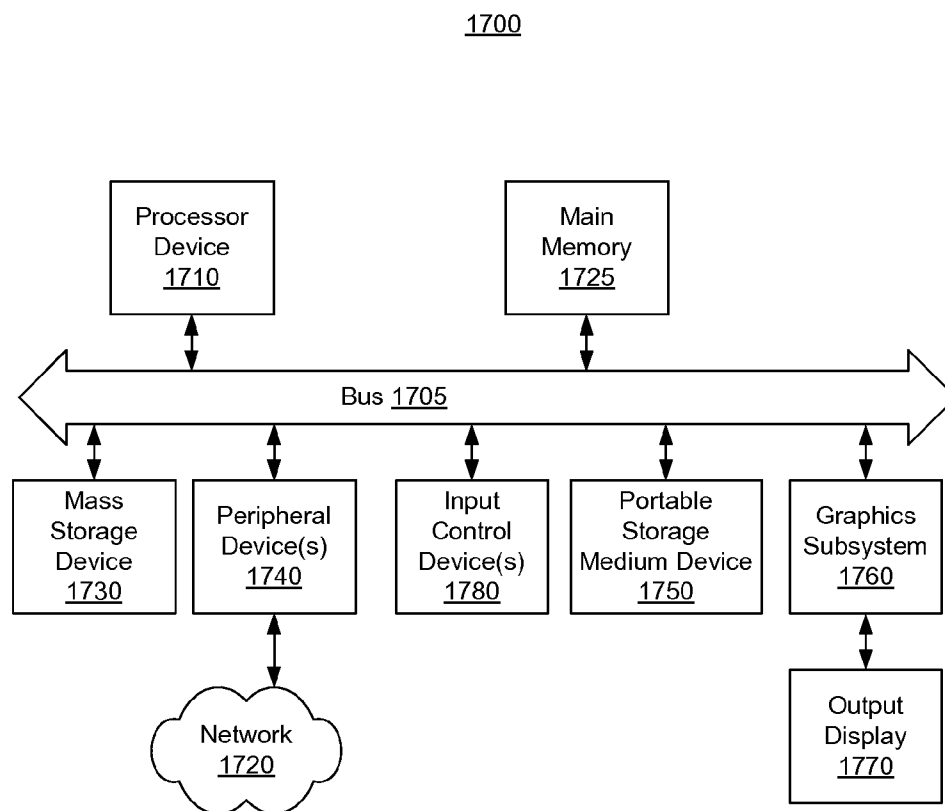 1700
Processor
Device
1710
Main
Memory
1725
Bus 1705
Mass
Storage
Device
1730
Peripheral
Device(s)
1740
Input
Control
Device(s)
1780
Portable
Storage
Medium Device
1750
Graphics
Subsystem
1760
Network
1720
Output
Display
1770